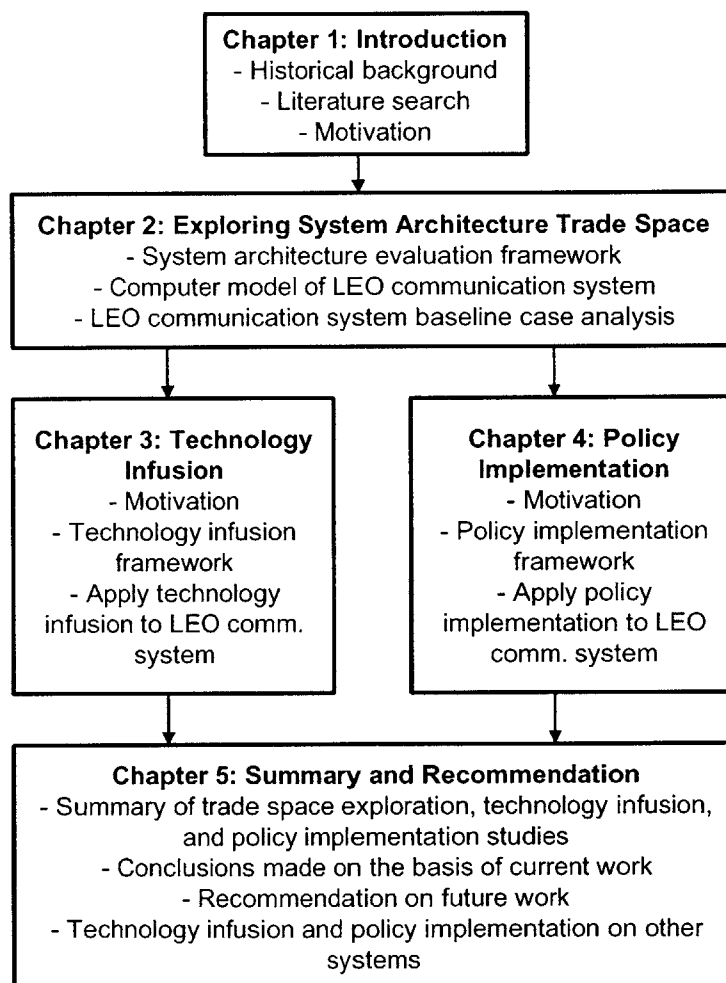 Chapter 1: Introduction
- Historical background
- Literature search
- Motivation
Chapter 2: Exploring System Architecture Trade Space
- System architecture evaluation framework
- Computer model of LEO communication system
- LEO communication system baseline case analysis
Chapter 3: Technology
Infusion
- Motivation
- Technology infusion
framework
- Apply technology
infusion to LEO comm.
system
Chapter 4: Policy
Implementation
- Motivation
- Policy implementation
framework
- Apply policy
implementation to LEO
comm. system
Chapter 5: Summary and Recommendation
- Summary of trade space exploration, technology infusion,
and policy implementation studies
- Conclusions made on the basis of current work
- Recommendation on future work
- Technology infusion and policy implementation on other
systems